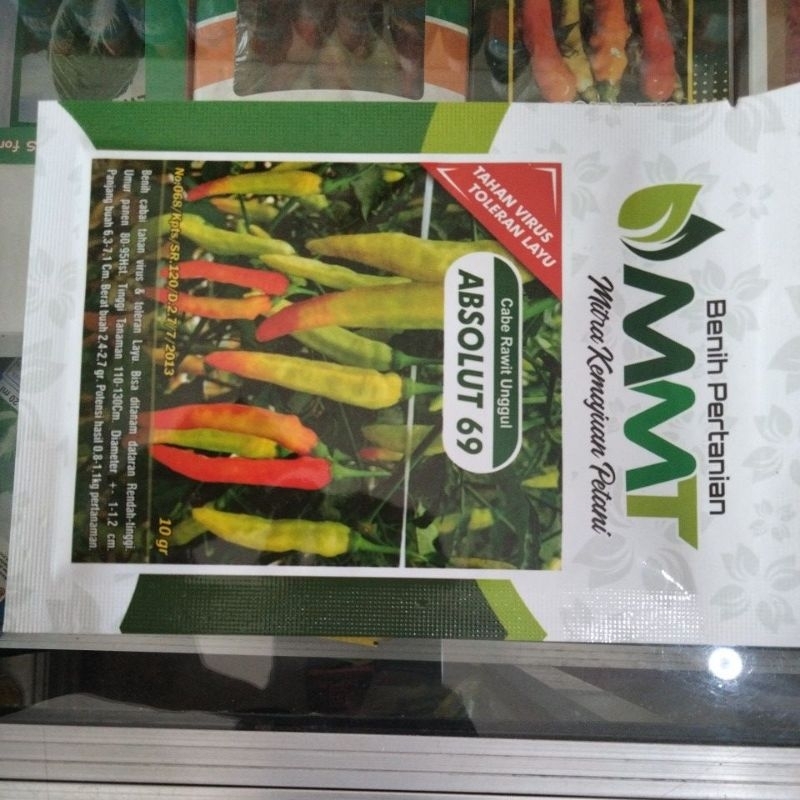 Benih Pertanian
MMT
Mitra Kemajuan Petani
TAHAN VIRUS
TOLERAN LAYU
Cabe Rawit Unggul
ABSOLUT 69
No.068/Kpts/SR.120/D.2.7/7/2013
10 gr
Benih cabai tahan virus & toleran Layu. Bisa ditanam dataran Rendah-tinggi.
Umur panen 80-95Hst. Tinggi Tanaman 110-130Cm. Diameter +- 1-1.2 cm.
Panjang buah 6,3-7,1 Cm. Berat buah 2,4-2.7 gr. Potensi hasil 0.8-1.1kg pertanaman.
S for